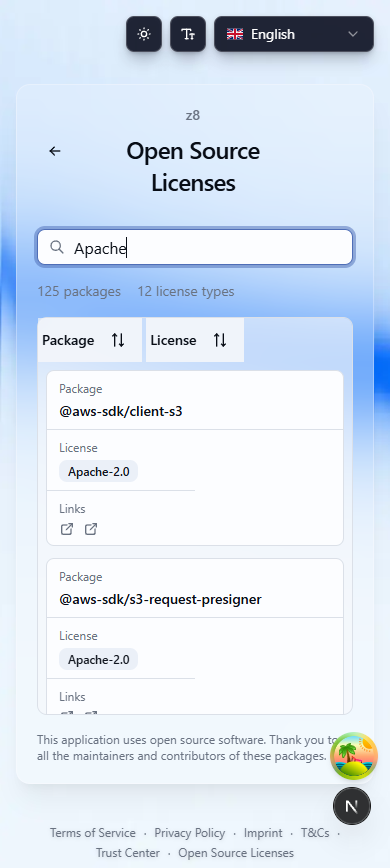 English
z8
Open Source
Licenses
Apache
125 packages 12 license types
Package License
Package
@aws-sdk/client-s3
License
Apache-2.0
Links
Package
@aws-sdk/s3-request-presigner
License
Apache-2.0
Links
This application uses open source software. Thank you to
all the maintainers and contributors of these packages.
N
Terms of Service · Privacy Policy · Imprint · T&Cs ·
Trust Center · Open Source Licenses